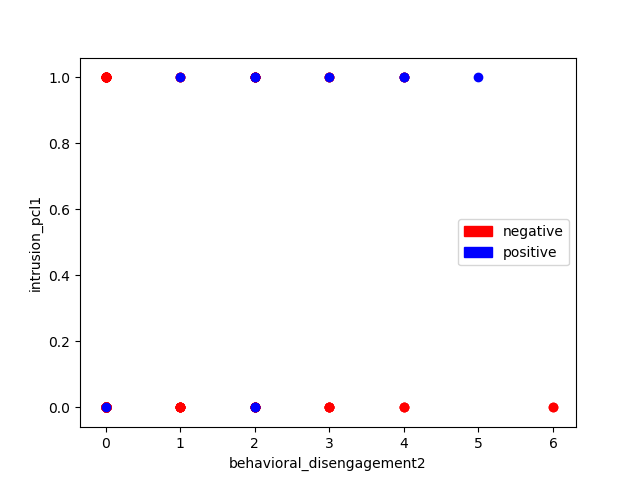 1.0
0.8
0.6
0.4
0.2
0.0
intrusion_pcl1
negative
positive
0 1 2 3 4 5 6
behavioral_disengagement2